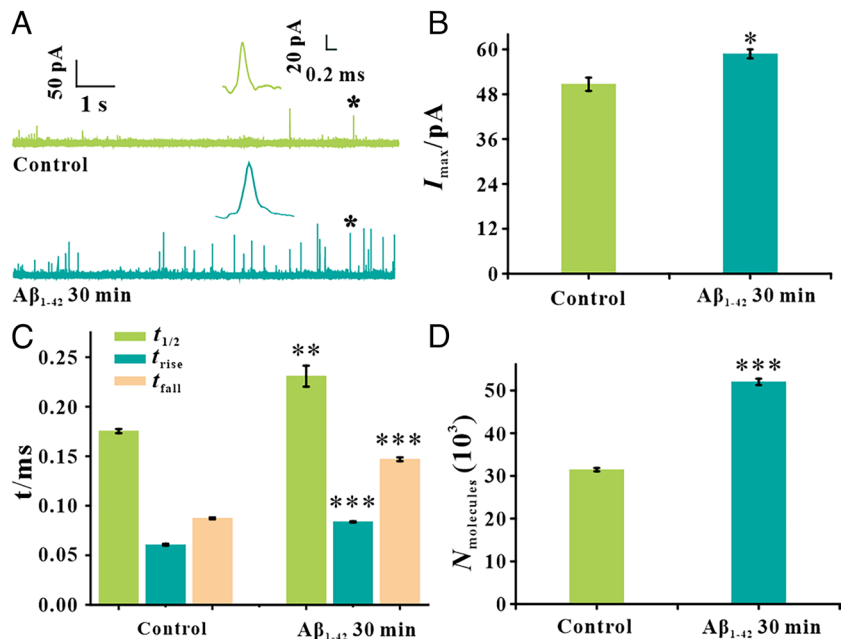 A
50 pA
1 s
20 pA
0.2 ms
*
Control
*
Aβ1-42 30 min
B
Imax/pA
60
48
36
24
12
0
*
Control
Aβ1-42 30 min
C
t/ms
0.25
0.20
0.15
0.10
0.05
0.00
t1/2
trise
tfall
**
***
***
Control
Aβ1-42 30 min
D
Nmolecules (10³)
50
40
30
20
10
0
***
Control
Aβ1-42 30 min